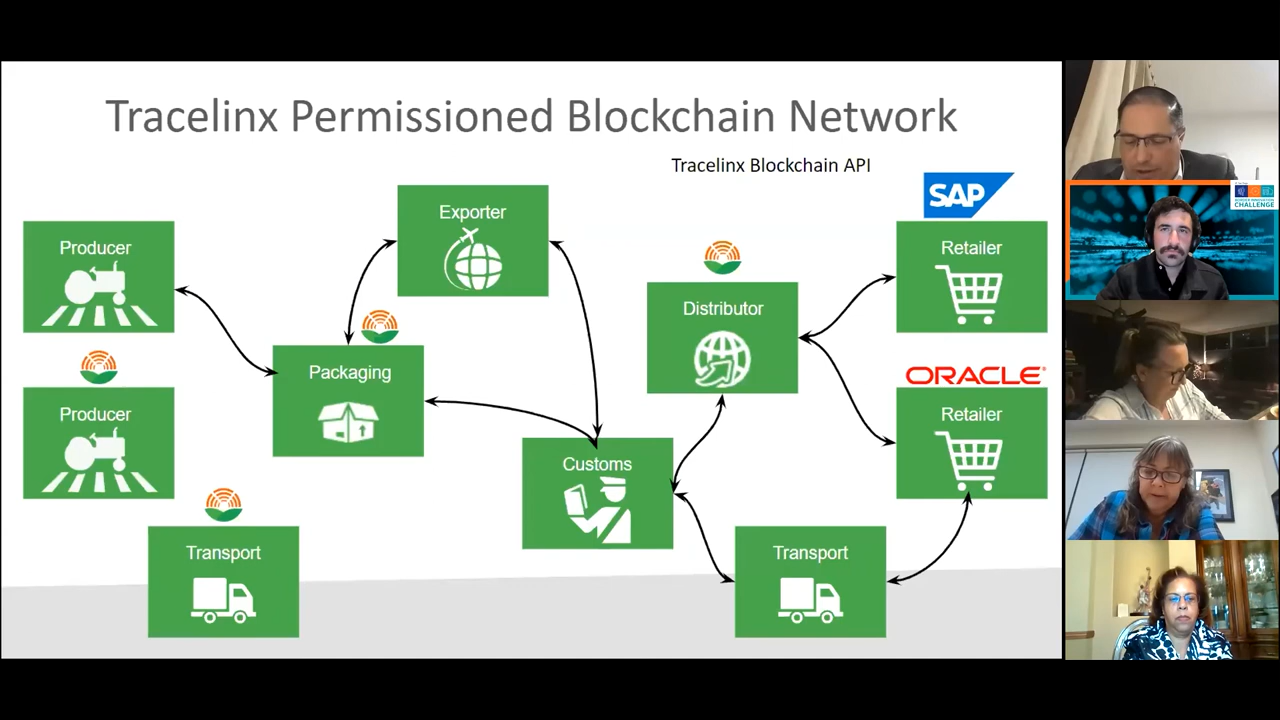 Tracelinx Permissioned Blockchain Network
Tracelinx Blockchain API
SAP
Exporter
Producer
Retailer
Distributor
Packaging
ORACLE®
Producer
Retailer
Customs
Transport
Transport
CHALLENGE